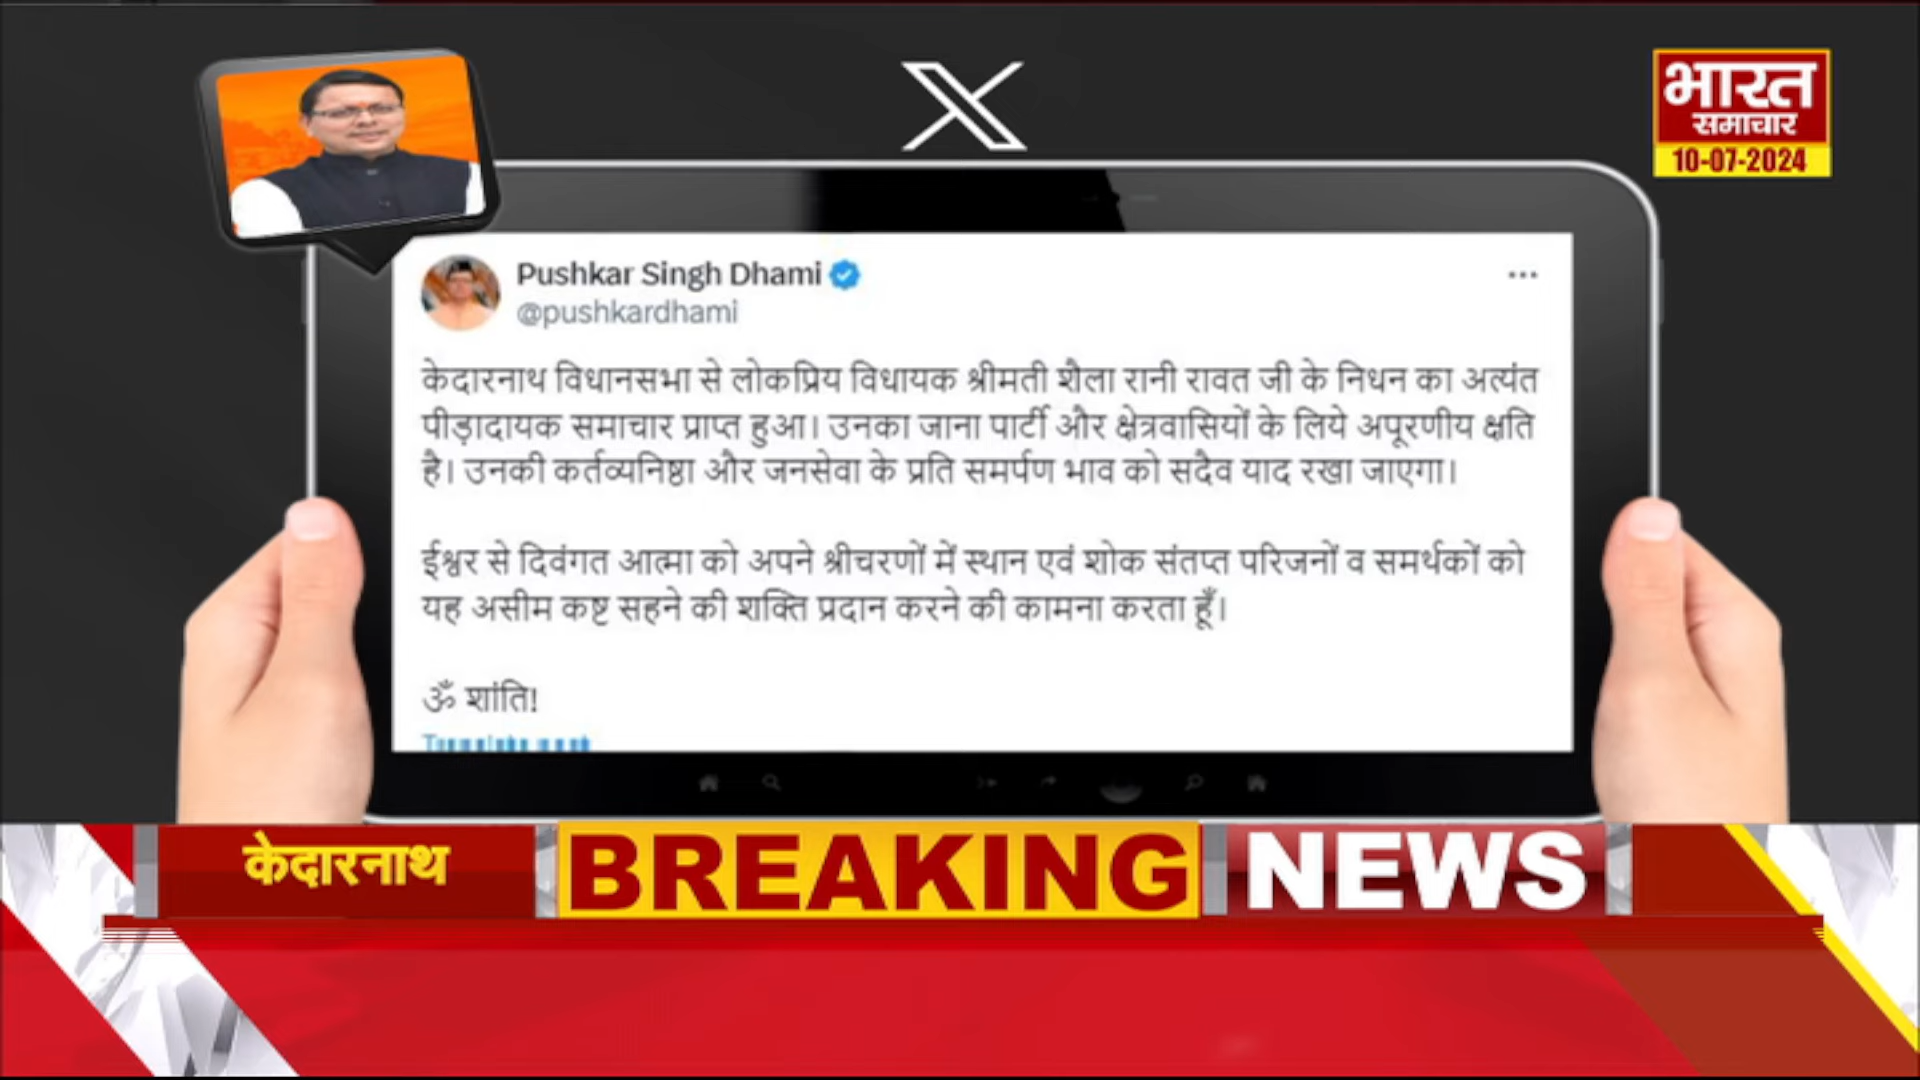 भारत
समाचार
10-07-2024
Pushkar Singh Dhami
@pushkardhami
केदारनाथ विधानसभा से लोकप्रिय विधायक श्रीमती शैला रानी रावत जी के निधन का अत्यंत
पीड़ादायक समाचार प्राप्त हुआ। उनका जाना पार्टी और क्षेत्रवासियों के लिये अपूरणीय क्षति
है। उनकी कर्तव्यनिष्ठा और जनसेवा के प्रति समर्पण भाव को सदैव याद रखा जाएगा।
ईश्वर से दिवंगत आत्मा को अपने श्रीचरणों में स्थान एवं शोक संतप्त परिजनों व समर्थकों को
यह असीम कष्ट सहने की शक्ति प्रदान करने की कामना करता हूँ।
ॐ शांति!
केदारनाथ
BREAKING NEWS